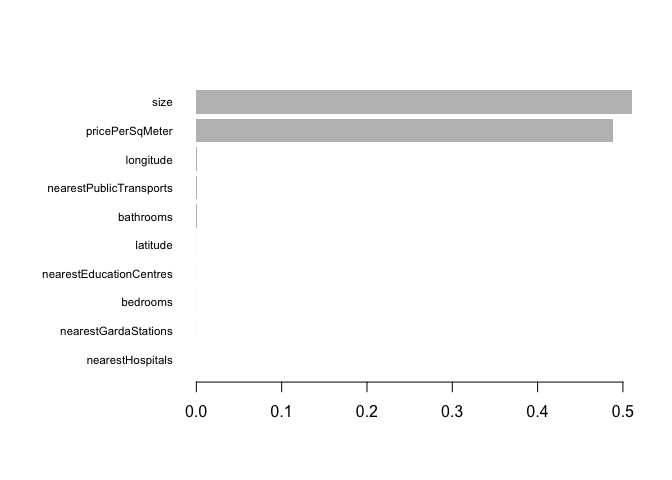 size
pricePerSqMeter
longitude
nearestPublicTransports
bathrooms
latitude
nearestEducationCentres
bedrooms
nearestGardaStations
nearestHospitals
0.0 0.1 0.2 0.3 0.4 0.5